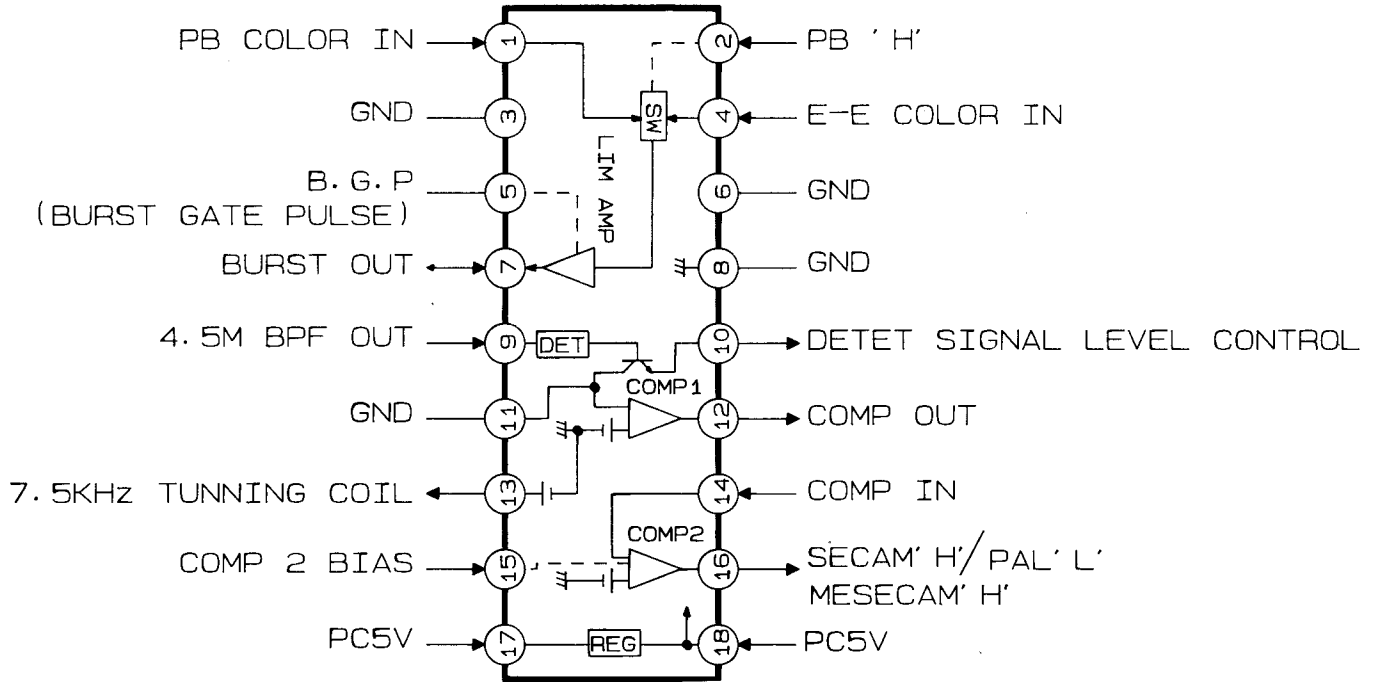 PB COLOR IN 1 2 PB 'H'
GND 3 SW 4 E-E COLOR IN
LIM AMP
B.G.P 5 6 GND
(BURST GATE PULSE)
BURST OUT 7 8 GND
4.5M BPF OUT 9 DET 10 DETET SIGNAL LEVEL CONTROL
COMP1
GND 11 12 COMP OUT
7.5KHz TUNNING COIL 13 14 COMP IN
COMP2
COMP 2 BIAS 15 16 SECAM'H'/PAL'L'
MESECAM'H'
PC5V 17 REG 18 PC5V